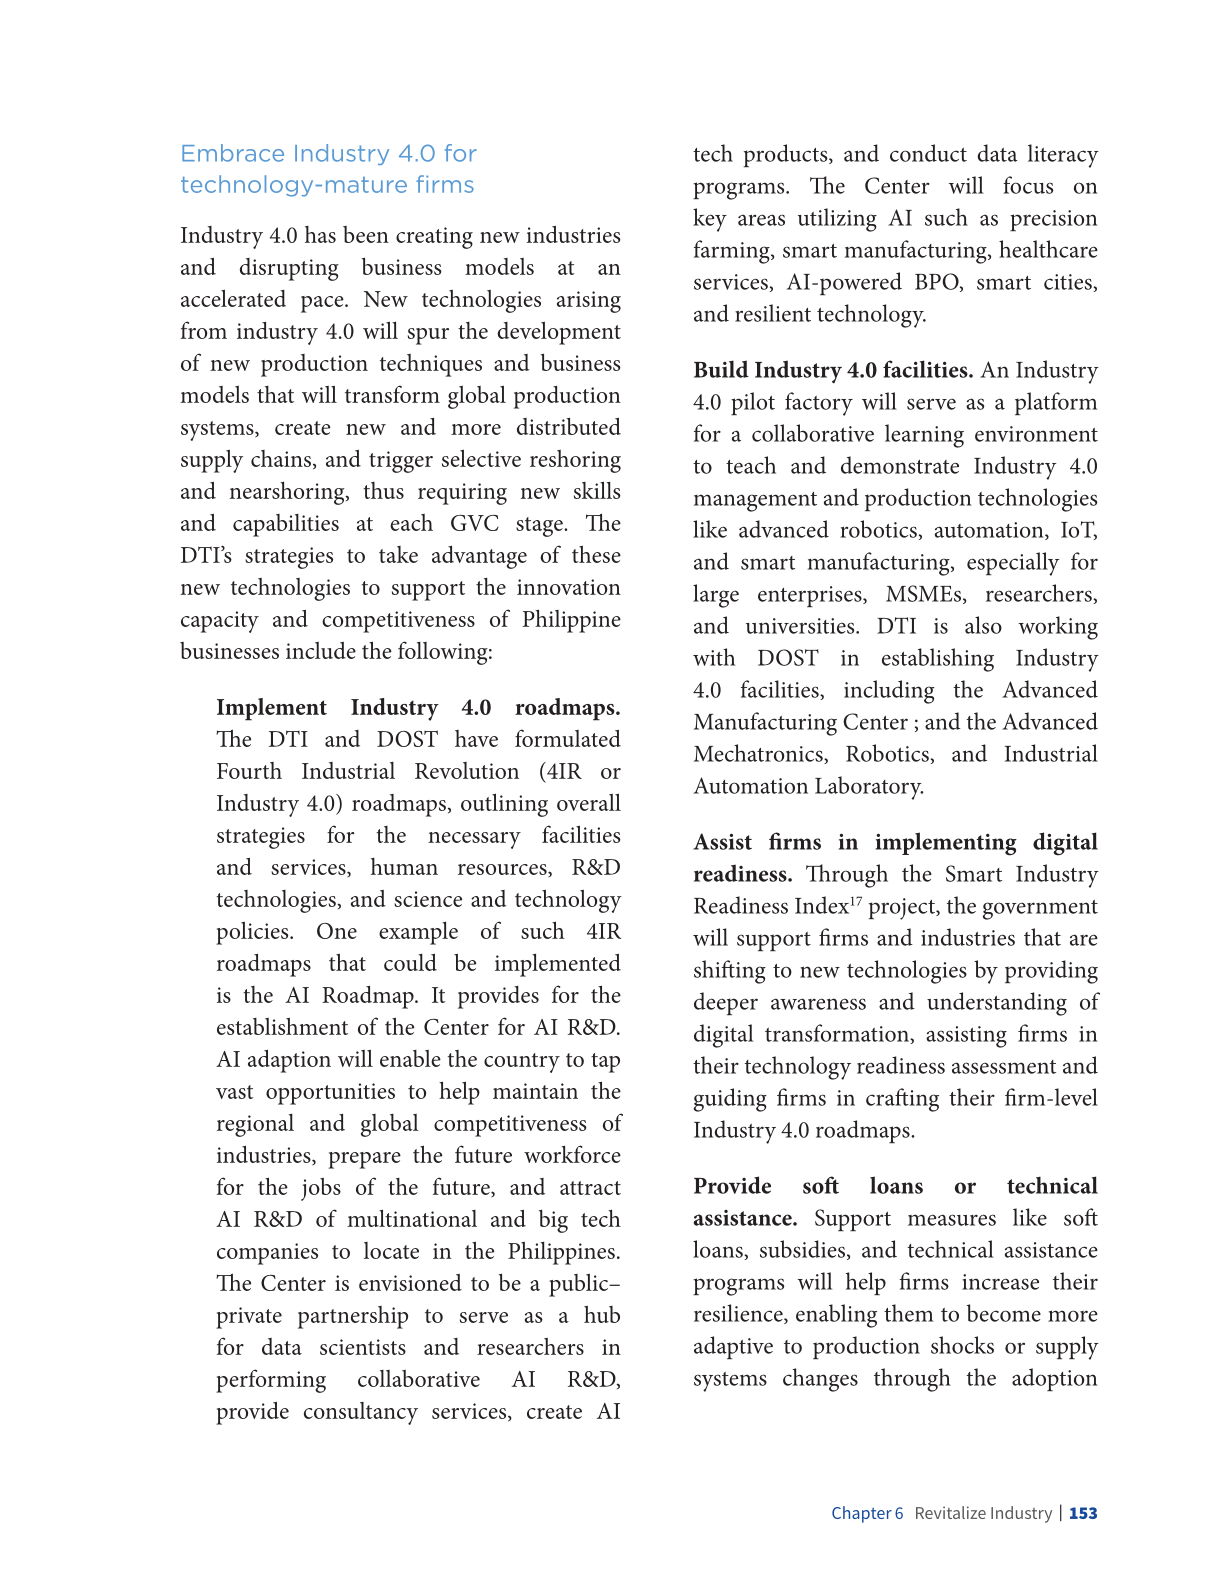 Embrace Industry 4.0 for
technology-mature firms
Industry 4.0 has been creating new industries
and disrupting business models at an
accelerated pace. New technologies arising
from industry 4.0 will spur the development
of new production techniques and business
models that will transform global production
systems, create new and more distributed
supply chains, and trigger selective reshoring
and nearshoring, thus requiring new skills
and capabilities at each GVC stage. The
DTI’s strategies to take advantage of these
new technologies to support the innovation
capacity and competitiveness of Philippine
businesses include the following:
Implement Industry 4.0 roadmaps.
The DTI and DOST have formulated
Fourth Industrial Revolution (4IR or
Industry 4.0) roadmaps, outlining overall
strategies for the necessary facilities
and services, human resources, R&D
technologies, and science and technology
policies. One example of such 4IR
roadmaps that could be implemented
is the AI Roadmap. It provides for the
establishment of the Center for AI R&D.
AI adaption will enable the country to tap
vast opportunities to help maintain the
regional and global competitiveness of
industries, prepare the future workforce
for the jobs of the future, and attract
AI R&D of multinational and big tech
companies to locate in the Philippines.
The Center is envisioned to be a public–
private partnership to serve as a hub
for data scientists and researchers in
performing collaborative AI R&D,
provide consultancy services, create AI
tech products, and conduct data literacy
programs. The Center will focus on
key areas utilizing AI such as precision
farming, smart manufacturing, healthcare
services, AI-powered BPO, smart cities,
and resilient technology.
Build Industry 4.0 facilities. An Industry
4.0 pilot factory will serve as a platform
for a collaborative learning environment
to teach and demonstrate Industry 4.0
management and production technologies
like advanced robotics, automation, IoT,
and smart manufacturing, especially for
large enterprises, MSMEs, researchers,
and universities. DTI is also working
with DOST in establishing Industry
4.0 facilities, including the Advanced
Manufacturing Center ; and the Advanced
Mechatronics, Robotics, and Industrial
Automation Laboratory.
Assist firms in implementing digital
readiness. Through the Smart Industry
Readiness Index17 project, the government
will support firms and industries that are
shifting to new technologies by providing
deeper awareness and understanding of
digital transformation, assisting firms in
their technology readiness assessment and
guiding firms in crafting their firm-level
Industry 4.0 roadmaps.
Provide soft loans or technical
assistance. Support measures like soft
loans, subsidies, and technical assistance
programs will help firms increase their
resilience, enabling them to become more
adaptive to production shocks or supply
systems changes through the adoption
Chapter 6 Revitalize Industry | 153